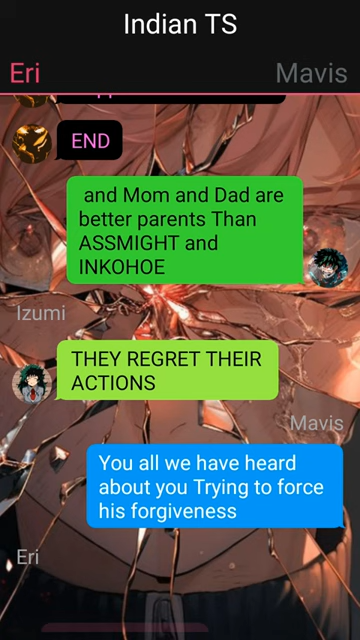 Indian TS
Eri
Mavis
END
and Mom and Dad are
better parents Than
ASSMIGHT and
INKOHOE
Izumi
THEY REGRET THEIR
ACTIONS
Mavis
You all we have heard
about you Trying to force
his forgiveness
Eri